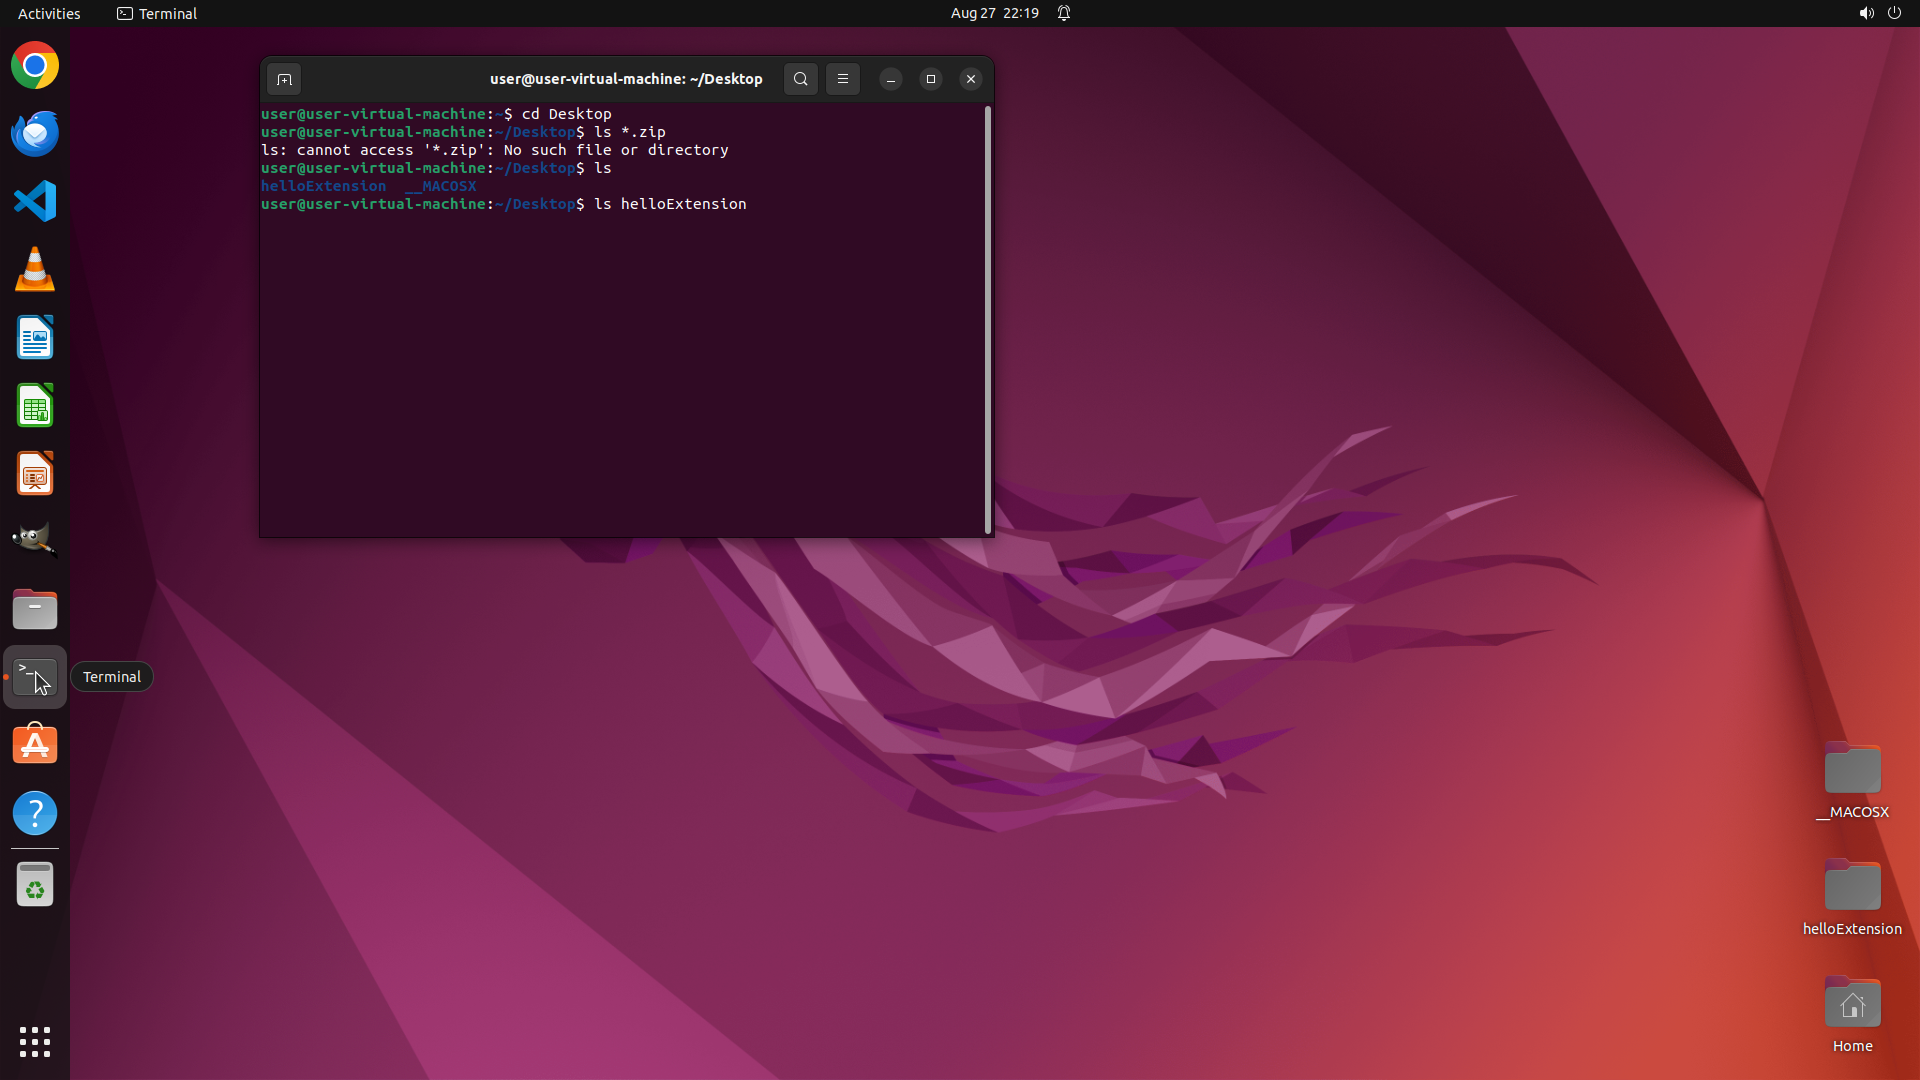 Activities
Terminal
Aug 27 22:19
user@user-virtual-machine: ~/Desktop
user@user-virtual-machine:~$ cd Desktop
user@user-virtual-machine:~/Desktop$ ls *.zip
ls: cannot access '*.zip': No such file or directory
user@user-virtual-machine:~/Desktop$ ls
helloExtension  __MACOSX
user@user-virtual-machine:~/Desktop$ ls helloExtension
Terminal
__MACOSX
helloExtension
Home